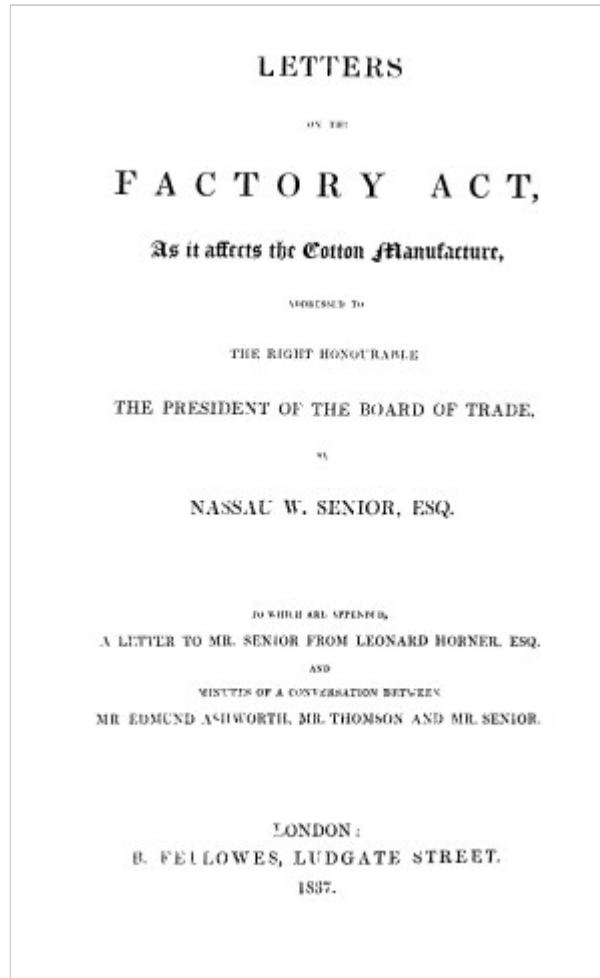 LETTERS
ON THE
FACTORY ACT,
As it affects the Cotton Manufacture,
ADDRESSED TO
THE RIGHT HONOURABLE
THE PRESIDENT OF THE BOARD OF TRADE,
BY
NASSAU W. SENIOR, ESQ.
TO WHICH ARE APPENDED,
A LETTER TO MR. SENIOR FROM LEONARD HORNER, ESQ.
AND
MINUTES OF A CONVERSATION BETWEEN
MR EDMUND ASHWORTH, MR. THOMSON AND MR. SENIOR.
LONDON:
B. FELLOWES, LUDGATE STREET.
1837.